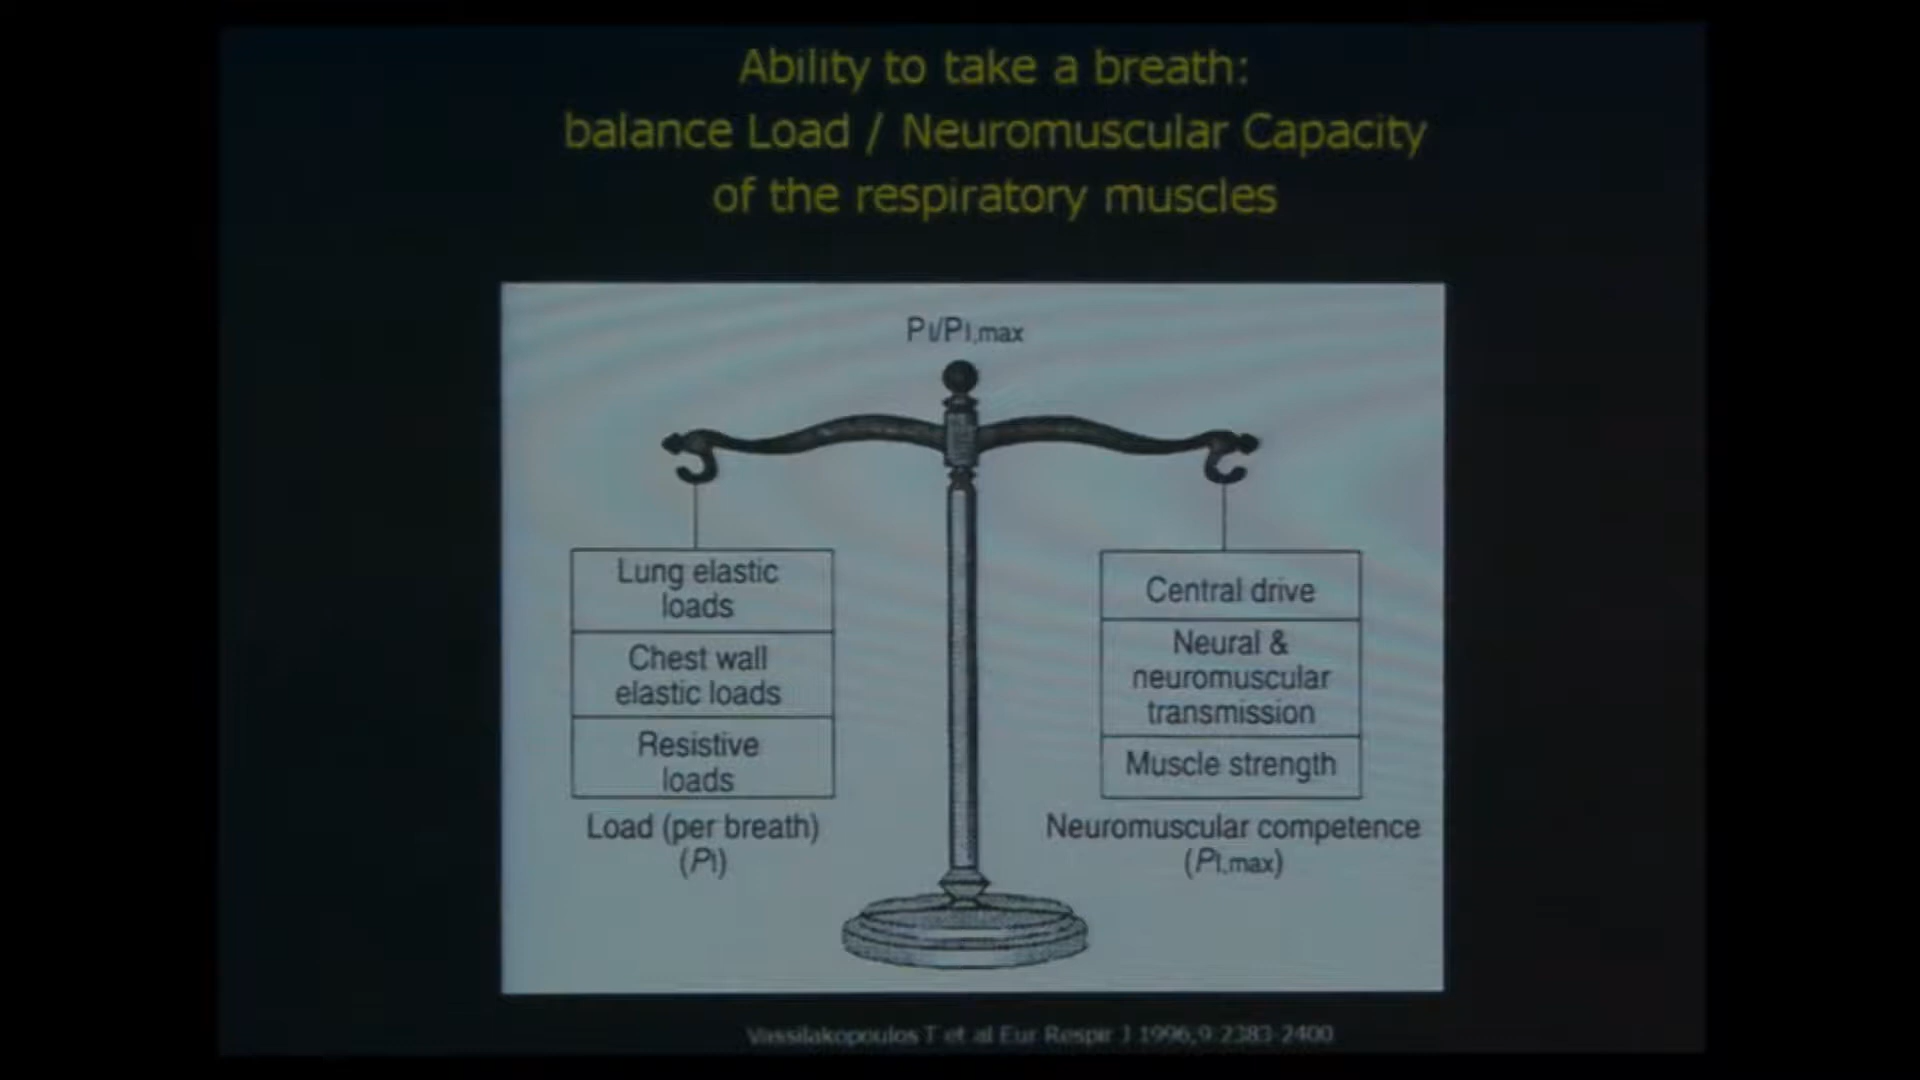 Ability to take a breath:
balance Load / Neuromuscular Capacity
of the respiratory muscles
PI/PI,max
Lung elastic
loads
Chest wall
elastic loads
Resistive
loads
Load (per breath)
(PI)
Central drive
Neural &
neuromuscular
transmission
Muscle strength
Neuromuscular competence
(PI,max)
Vassilakopoulos T et al Eur Respir J 1996,9 2383-2400